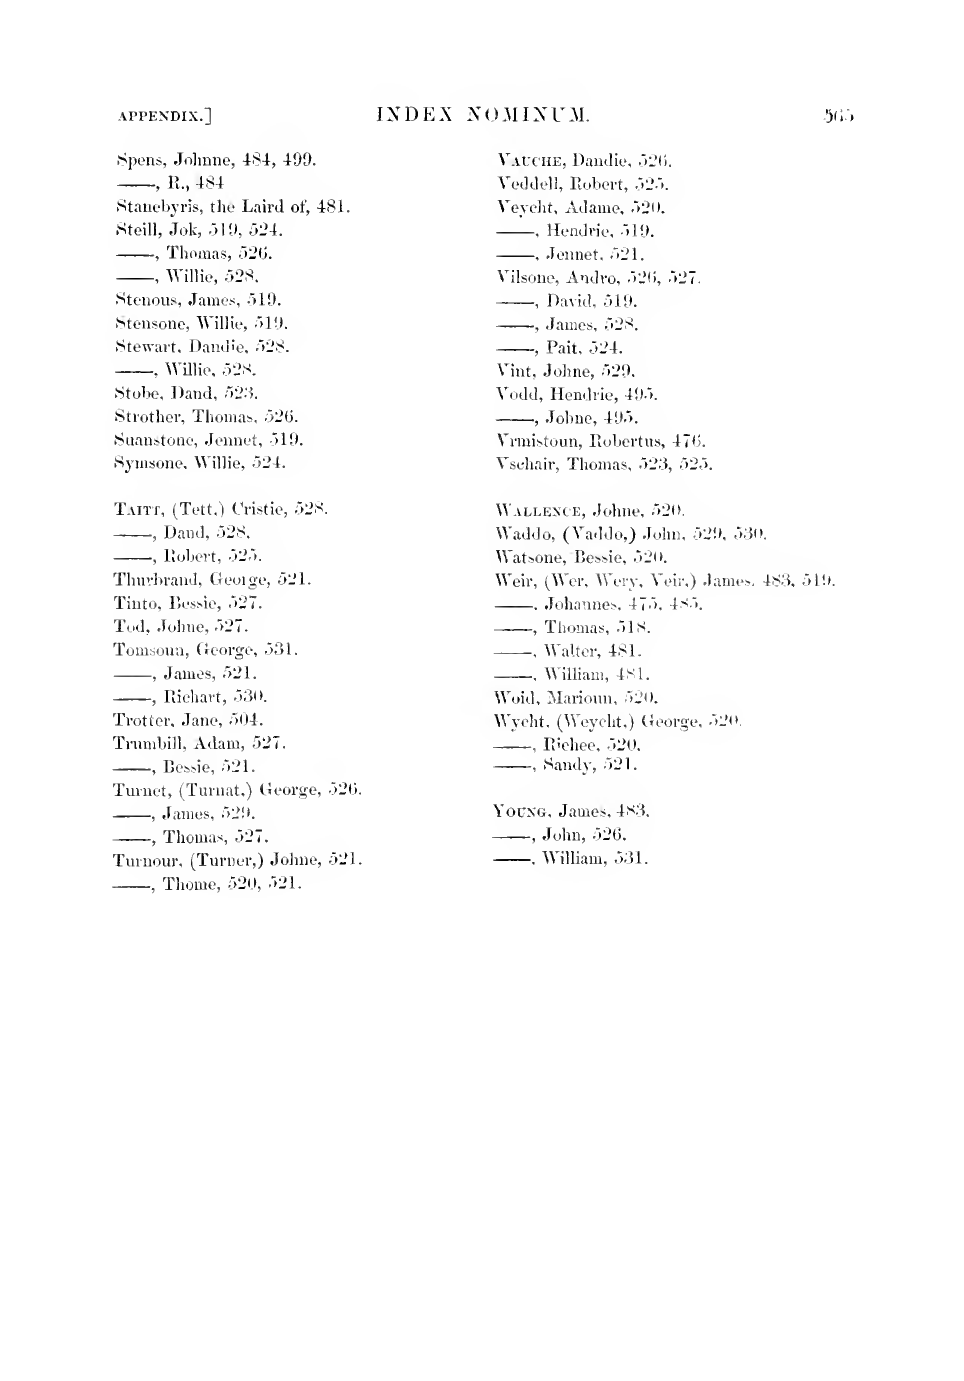 APPENDIX.] INDEX NOMINUM. 565
Spens, Johnne, 484, 499.
——, R., 484
Stanebyris, the Laird of, 481.
Steill, Jok, 519, 524.
——, Thomas, 526.
——, Willie, 528.
Stenous, James, 519.
Stensone, Willie, 519.
Stewart, Dandie, 528.
——, Willie, 528.
Stobe, Dand, 523.
Strother, Thomas, 526.
Suanstone, Jennet, 519.
Symsone, Willie, 524.
TAITT, (Tett,) Cristie, 528.
——, Dand, 528.
——, Robert, 525.
Thurbrand, George, 521.
Tinto, Bessie, 527.
Tod, Johne, 527.
Tomsoun, George, 531.
——, James, 521.
——, Richart, 530.
Trotter, Jane, 504.
Trumbill, Adam, 527.
——, Bessie, 521.
Turnet, (Turnat,) George, 526.
——, James, 529.
——, Thomas, 527.
Turnour, (Turner,) Johne, 521.
——, Thome, 520, 521.
VAUCHE, Dandie, 526.
Veddell, Robert, 525.
Veycht, Adame, 520.
——, Hendrie, 519.
——, Jennet, 521.
Vilsone, Andro, 526, 527.
——, David, 519.
——, James, 528.
——, Pait, 524.
Vint, Johne, 529.
Vodd, Hendrie, 495.
——, Johne, 495.
Vrmistoun, Robertus, 476.
Vschair, Thomas, 523, 525.
WALLENCE, Johne, 520.
Waddo, (Vaddo,) John, 529, 530.
Watsone, Bessie, 520.
Weir, (Wer, Wery, Veir,) James, 483, 519.
——, Johannes, 475, 485.
——, Thomas, 518.
——, Walter, 481.
——, William, 481.
Woid, Marioun, 520.
Wycht, (Weycht,) George, 520.
——, Richee, 520.
——, Sandy, 521.
YOUNG, James, 483.
——, John, 526.
——, William, 531.